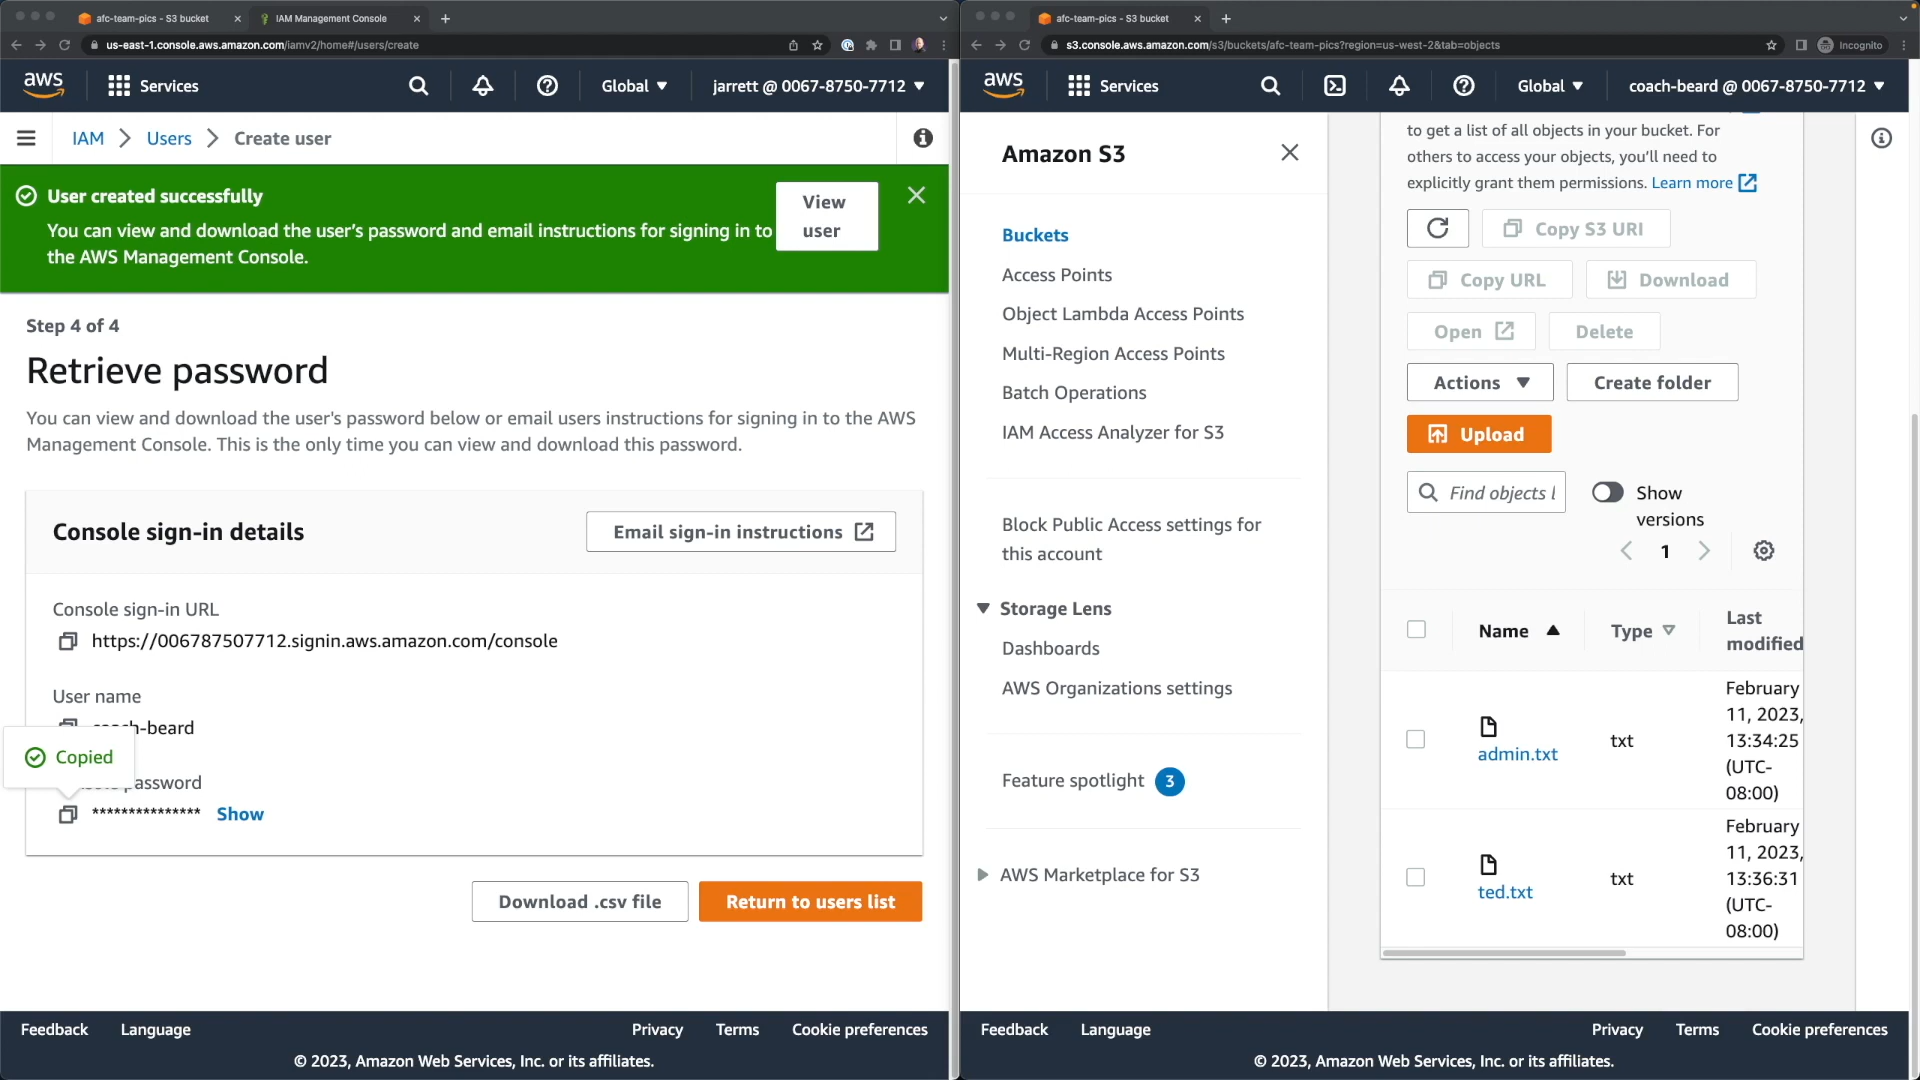 afc-team-pics - S3 bucket
IAM Management Console
us-east-1.console.aws.amazon.com/iamv2/home#/users/create
aws
Services
Global
jarrett @ 0067-8750-7712
IAM
Users
Create user
User created successfully
You can view and download the user's password and email instructions for signing in to
the AWS Management Console.
View
user
Step 4 of 4
Retrieve password
You can view and download the user's password below or email users instructions for signing in to the AWS
Management Console. This is the only time you can view and download this password.
Console sign-in details
Email sign-in instructions
Console sign-in URL
https://006787507712.signin.aws.amazon.com/console
User name
coach-beard
Copied
password
***************
Show
Download .csv file
Return to users list
Feedback
Language
Privacy
Terms
Cookie preferences
© 2023, Amazon Web Services, Inc. or its affiliates.
afc-team-pics - S3 bucket
s3.console.aws.amazon.com/s3/buckets/afc-team-pics?region=us-west-2&tab=objects
Incognito
aws
Services
Global
coach-beard @ 0067-8750-7712
Amazon S3
Buckets
Access Points
Object Lambda Access Points
Multi-Region Access Points
Batch Operations
IAM Access Analyzer for S3
Block Public Access settings for
this account
Storage Lens
Dashboards
AWS Organizations settings
Feature spotlight 3
AWS Marketplace for S3
to get a list of all objects in your bucket. For
others to access your objects, you'll need to
explicitly grant them permissions. Learn more
Copy S3 URI
Copy URL
Download
Open
Delete
Actions
Create folder
Upload
Find objects
Show
versions
1
Name
Type
Last
modified
admin.txt
txt
February
11, 2023,
13:34:25
(UTC-
08:00)
ted.txt
txt
February
11, 2023,
13:36:31
(UTC-
08:00)
Feedback
Language
Privacy
Terms
Cookie preferences
© 2023, Amazon Web Services, Inc. or its affiliates.